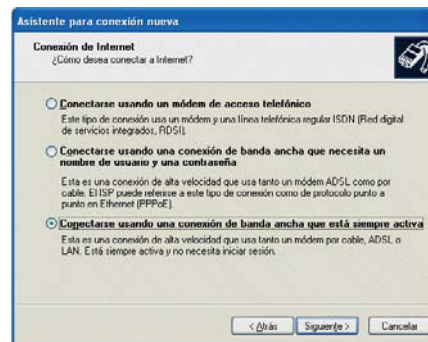 Asistente para conexión nueva
Conexión de Internet
¿Cómo desea conectar a Internet?
Conectarse usando un módem de acceso telefónico
Este tipo de conexión usa un módem y una línea telefónica regular ISDN (Red digital
de servicios integrados, RDSI).
Conectarse usando una conexión de banda ancha que necesita un
nombre de usuario y una contraseña
Esta es una conexión de alta velocidad que usa tanto un módem ADSL como por
cable. El ISP puede referirse a este tipo de conexión como de protocolo punto a
punto en Ethernet (PPPoE).
Conectarse usando una conexión de banda ancha que está siempre activa
Esta es una conexión de alta velocidad que usa tanto un módem por cable, ADSL o
LAN. Está siempre activa y no necesita iniciar sesión.
< Atrás Siguiente > Cancelar